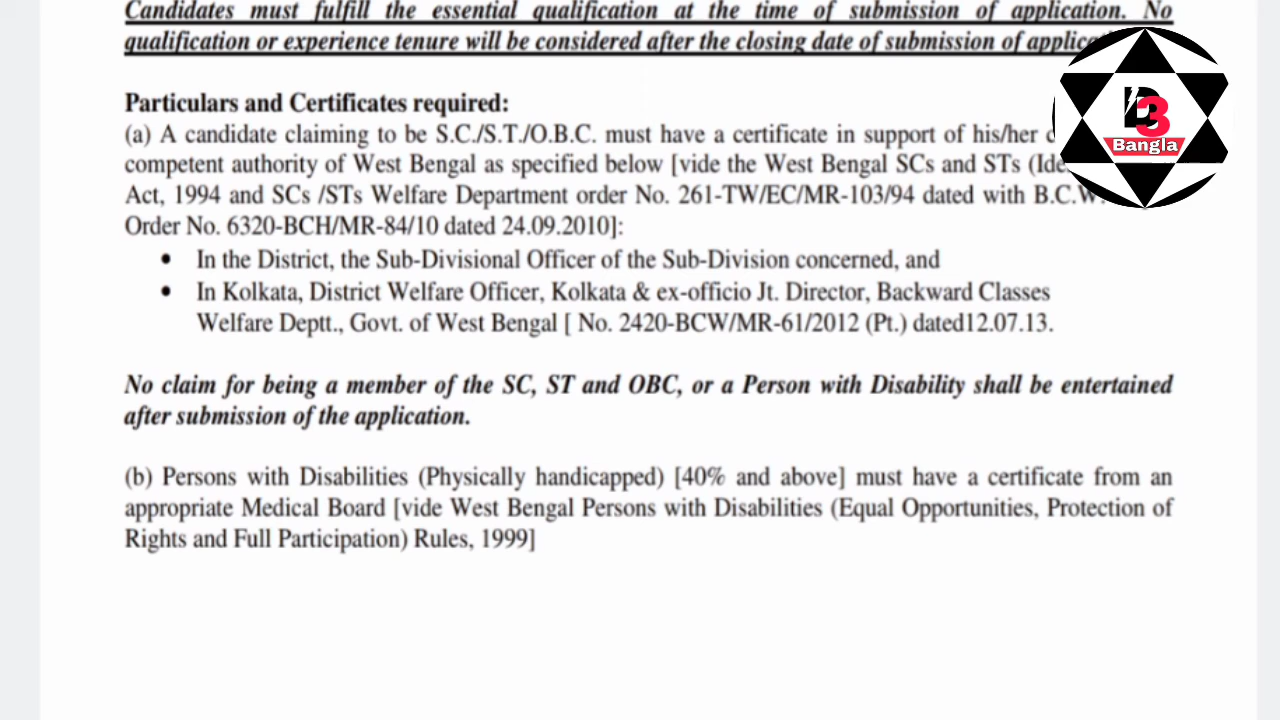 Candidates must fulfill the essential qualification at the time of submission of application. No
qualification or experience tenure will be considered after the closing date of submission of
Particulars and Certificates required:
(a) A candidate claiming to be S.C./S.T./O.B.C. must have a certificate in support of his/her
competent authority of West Bengal as specified below [vide the West Bengal SCs and STs
Act, 1994 and SCs /STs Welfare Department order No. 261-TW/EC/MR-103/94 dated with B.C.W.
Order No. 6320-BCH/MR-84/10 dated 24.09.2010]:
• In the District, the Sub-Divisional Officer of the Sub-Division concerned, and
• In Kolkata, District Welfare Officer, Kolkata & ex-officio Jt. Director, Backward Classes
Welfare Deptt., Govt. of West Bengal [ No. 2420-BCW/MR-61/2012 (Pt.) dated12.07.13.
No claim for being a member of the SC, ST and OBC, or a Person with Disability shall be entertained
after submission of the application.
(b) Persons with Disabilities (Physically handicapped) [40% and above] must have a certificate from an
appropriate Medical Board [vide West Bengal Persons with Disabilities (Equal Opportunities, Protection of
Rights and Full Participation) Rules, 1999]
B3
Bangla